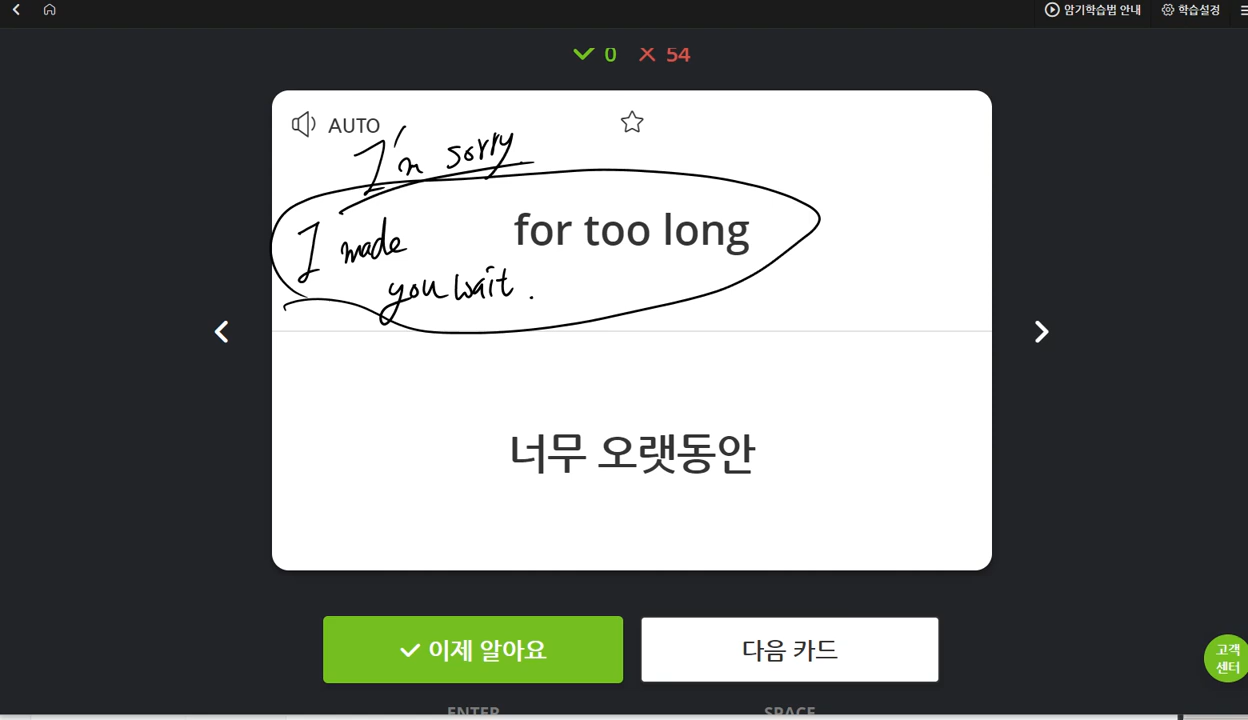 암기학습법 안내 학습설정
0 54
AUTO
I'm sorry
for too long
I made
you wait.
너무 오랫동안
이제 알아요 다음 카드
고객
센터
ENTER SPACE